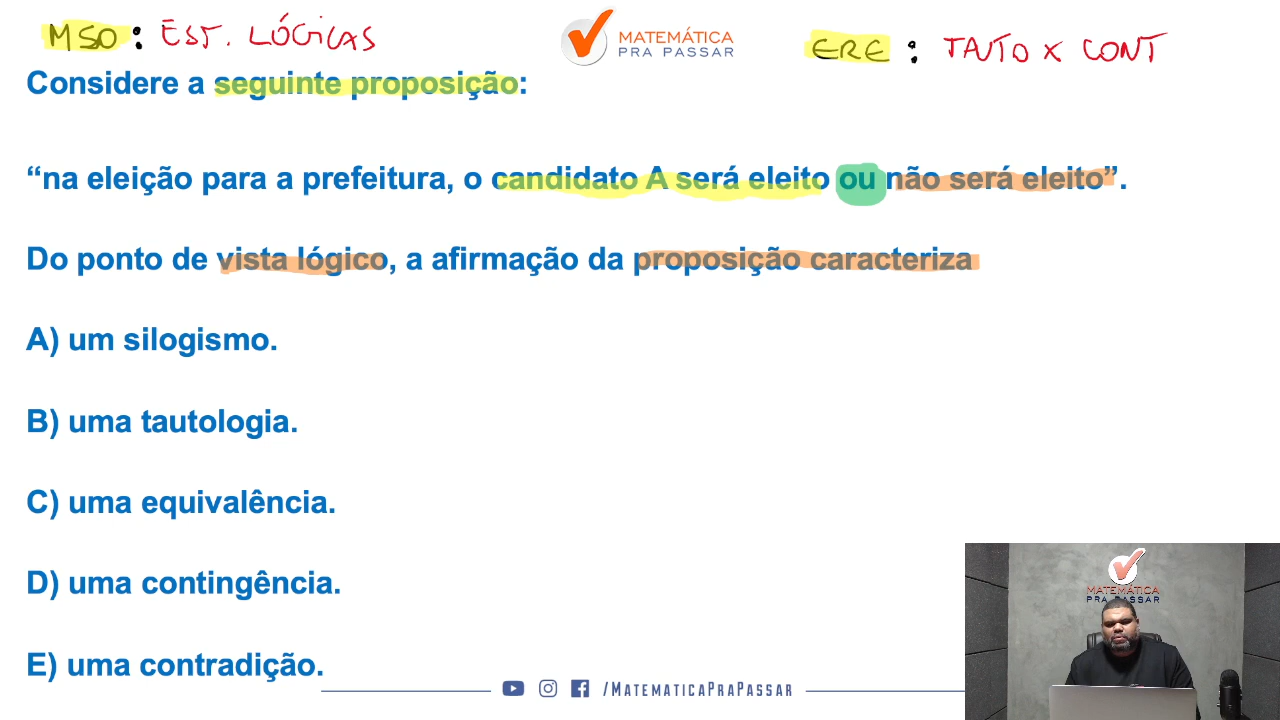 MSO: EST. LÓGICAS
MATEMÁTICA
PRA PASSAR
ERE: TAUTO X CONT
Considere a seguinte proposição:
“na eleição para a prefeitura, o candidato A será eleito ou não será eleito”.
Do ponto de vista lógico, a afirmação da proposição caracteriza
A) um silogismo.
B) uma tautologia.
C) uma equivalência.
D) uma contingência.
E) uma contradição.
/MATEMATICAPRAPASSAR
MATEMÁTICA
PRA PASSAR